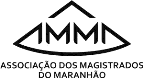 AMMA
ASSOCIAÇÃO DOS MAGISTRADOS
DO MARANHÃO